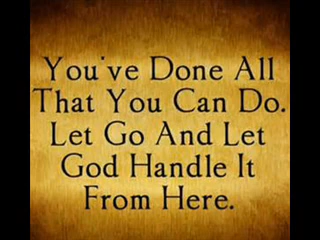 You've Done All
That You Can Do.
Let Go And Let
God Handle It
From Here.